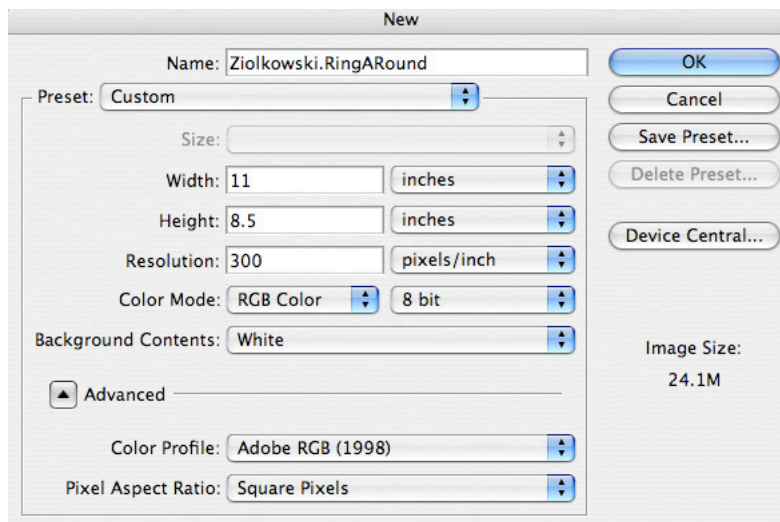 New
Name: Ziolkowski.RingARound
OK
Preset: Custom
Cancel
Size:
Save Preset...
Width: 11 inches
Delete Preset...
Height: 8.5 inches
Device Central...
Resolution: 300 pixels/inch
Color Mode: RGB Color 8 bit
Background Contents: White
Image Size:
24.1M
Advanced
Color Profile: Adobe RGB (1998)
Pixel Aspect Ratio: Square Pixels